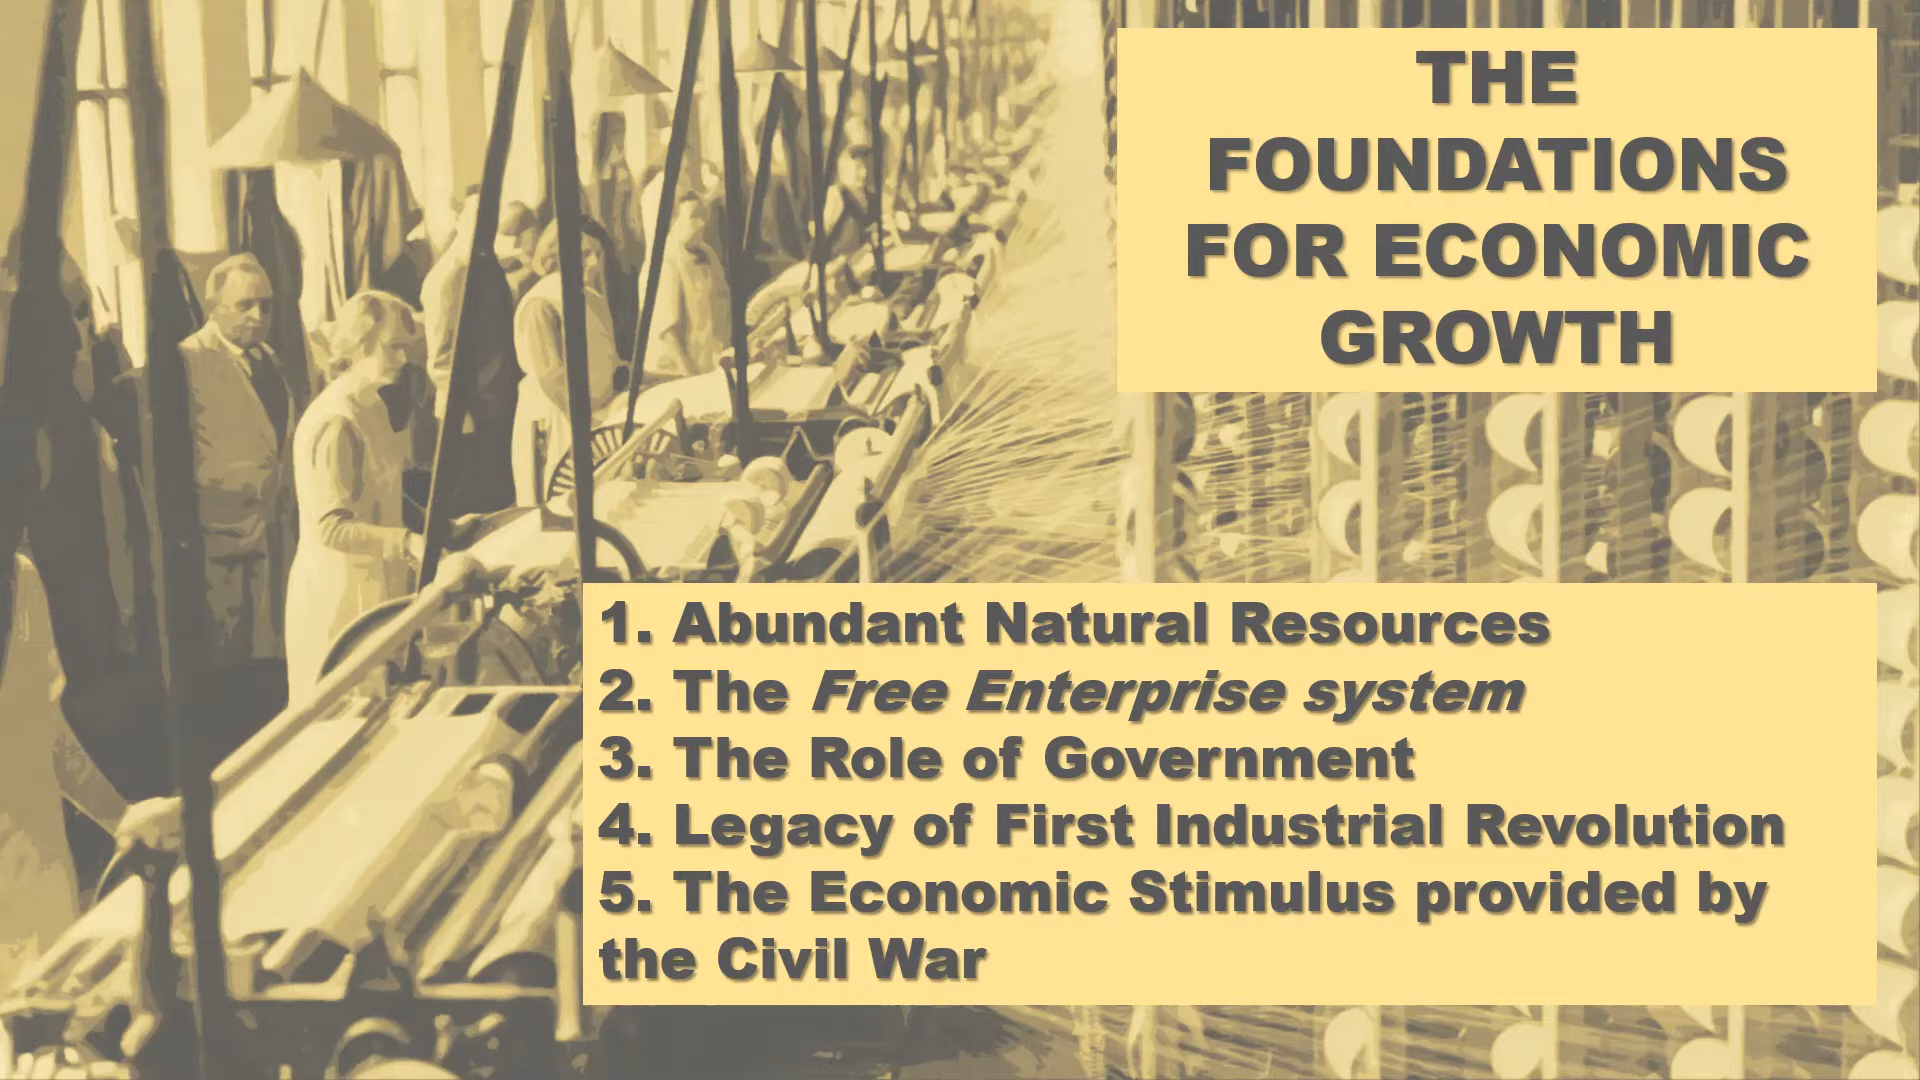 THE
FOUNDATIONS
FOR ECONOMIC
GROWTH
1. Abundant Natural Resources
2. The Free Enterprise system
3. The Role of Government
4. Legacy of First Industrial Revolution
5. The Economic Stimulus provided by
the Civil War